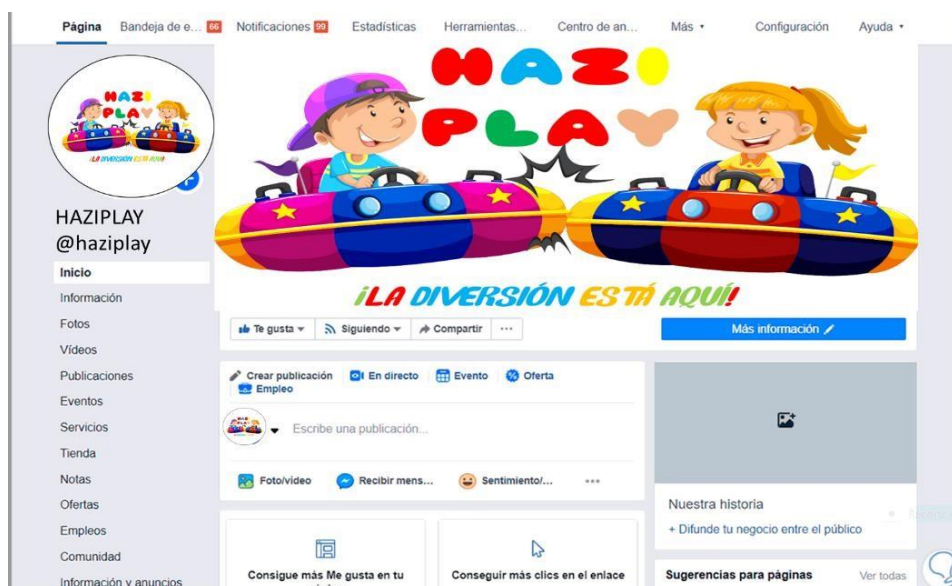 Página Bandeja de e... 66 Notificaciones 99 Estadísticas Herramientas... Centro de an... Más Configuración Ayuda
HAZI
PLAY
¡LA DIVERSIÓN ESTÁ AQUÍ!
HAZI
PLAY
¡LA DIVERSIÓN ESTÁ AQUÍ!
HAZIPLAY
@haziplay
Inicio
Información
Fotos
Vídeos
Publicaciones
Eventos
Servicios
Tienda
Notas
Ofertas
Empleos
Comunidad
Información y anuncios
Te gusta Siguiendo Compartir ...
Más información
Crear publicación En directo Evento Oferta
Empleo
Escribe una publicación...
Foto/vídeo Recibir mens... Sentimiento/... ...
Consigue más Me gusta en tu
Conseguir más clics en el enlace
Nuestra historia
+ Difunde tu negocio entre el público
Sugerencias para páginas Ver todas